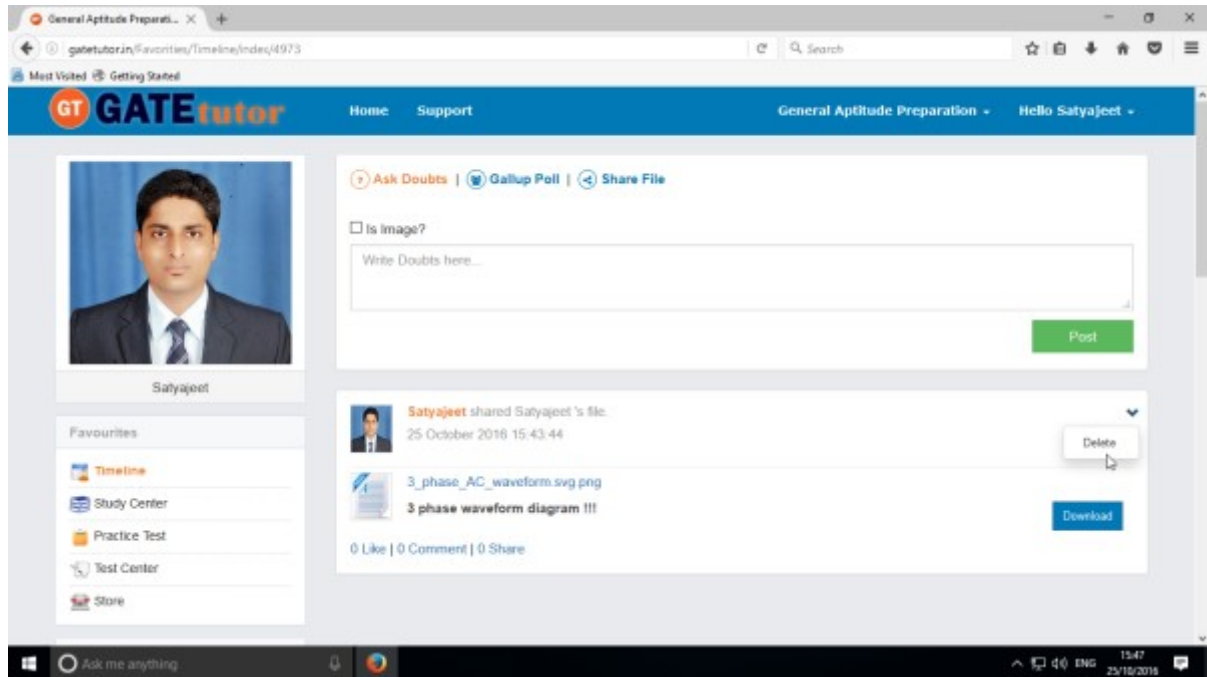 General Aptitude Preparati...
gatetutor.in/Favorities/Timeline/index/4973
Search
Most Visited Getting Started
GT GATEtutor Home Support General Aptitude Preparation Hello Satyajeet
Ask Doubts | Gallup Poll | Share File
Is Image?
Write Doubts here...
Post
Satyajeet
Satyajeet shared Satyajeet 's file.
25 October 2016 15:43:44
Delete
3_phase_AC_waveform.svg.png
3 phase waveform diagram !!!
Download
0 Like | 0 Comment | 0 Share
Favourites
Timeline
Study Center
Practice Test
Test Center
Store
Ask me anything
ENG
15:47
25/10/2016